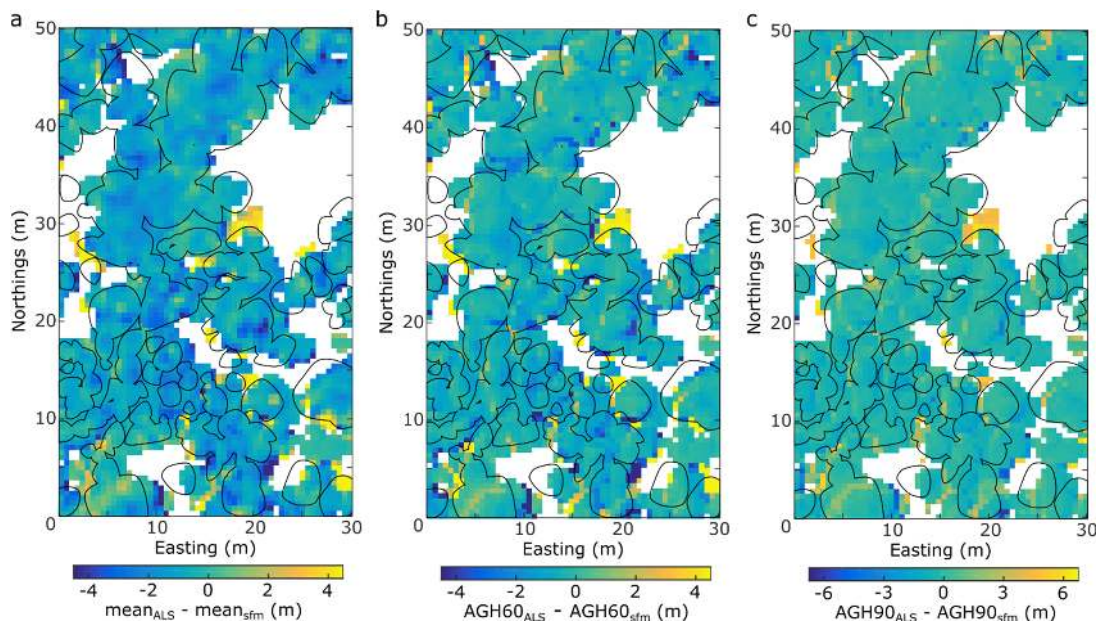 a
b
c
50
40
30
20
10
0
Northings (m)
0 10 20 30
Easting (m)
-4 -2 0 2 4
meanALS - meansfm (m)
50
40
30
20
10
0
Northings (m)
0 10 20 30
Easting (m)
-4 -2 0 2 4
AGH60ALS - AGH60sfm (m)
50
40
30
20
10
0
Northings (m)
0 10 20 30
Easting (m)
-6 -3 0 3 6
AGH90ALS - AGH90sfm (m)